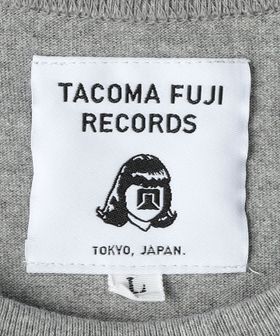 TACOMA FUJI
RECORDS
TOKYO, JAPAN.
L